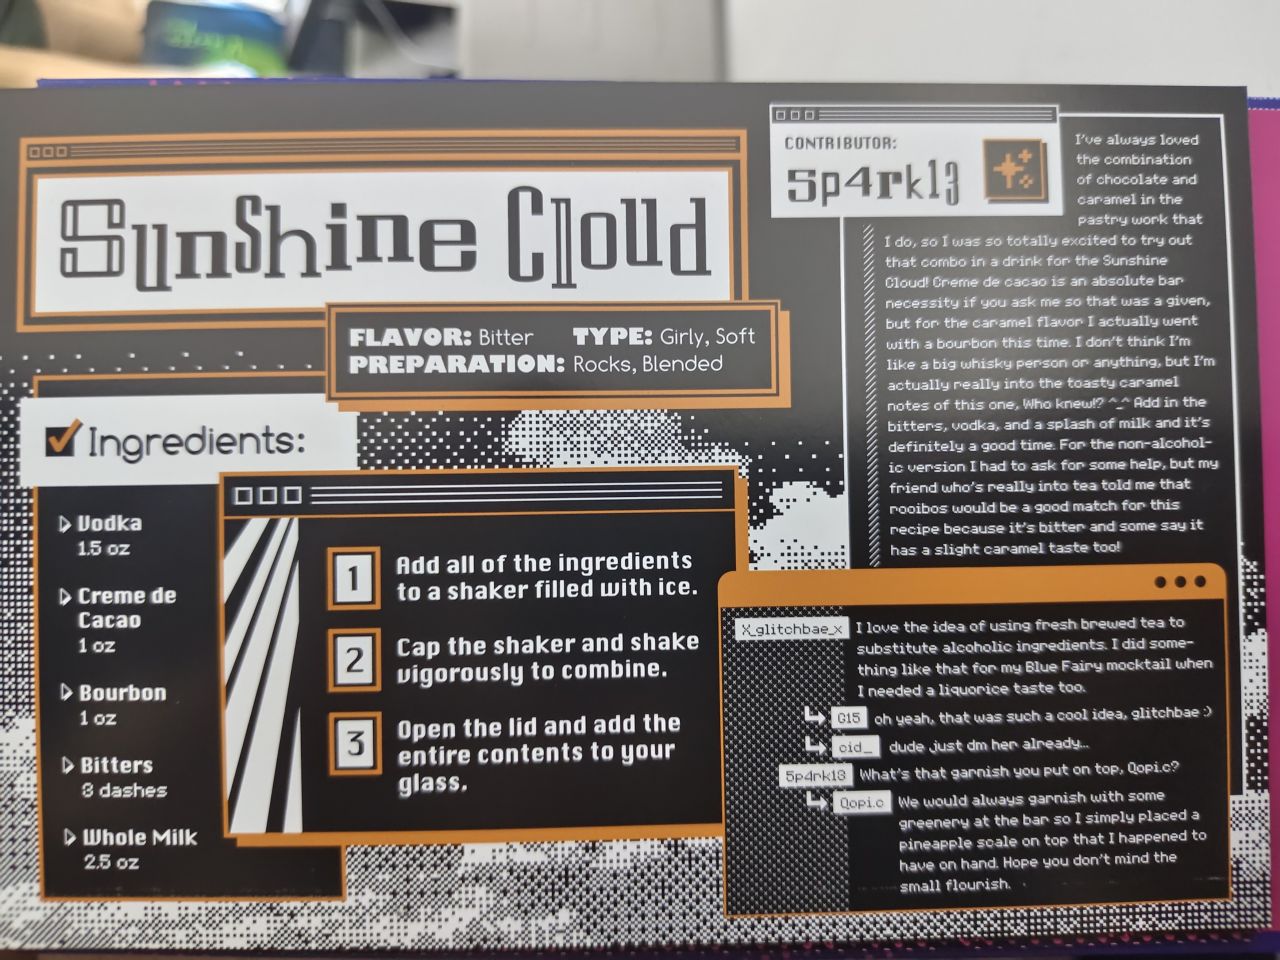 Sunshine Cloud
FLAVOR: Bitter TYPE: Girly, Soft
PREPARATION: Rocks, Blended
Ingredients:
Vodka
1.5 oz
Creme de
Cacao
1 oz
Bourbon
1 oz
Bitters
3 dashes
Whole Milk
2.5 oz
1
Add all of the ingredients
to a shaker filled with ice.
2
Cap the shaker and shake
vigorously to combine.
3
Open the lid and add the
entire contents to your
glass.
CONTRIBUTOR:
5p4rk13
I've always loved
the combination
of chocolate and
caramel in the
pastry work that
I do, so I was so totally excited to try out
that combo in a drink for the Sunshine
Cloud! Creme de cacao is an absolute bar
necessity if you ask me so that was a given,
but for the caramel flavor I actually went
with a bourbon this time. I don't think I'm
like a big whisky person or anything, but I'm
actually really into the toasty caramel
notes of this one, Who knew!? ^_^ Add in the
bitters, vodka, and a splash of milk and it's
definitely a good time. For the non-alcohol-
ic version I had to ask for some help, but my
friend who's really into tea told me that
rooibos would be a good match for this
recipe because it's bitter and some say it
has a slight caramel taste too!
X_glitchbae_x I love the idea of using fresh brewed tea to
substitute alcoholic ingredients. I did some-
thing like that for my Blue Fairy mocktail when
I needed a liquorice taste too.
G15 oh yeah, that was such a cool idea, glitchbae :)
oid_ dude just dm her already...
5p4rk13 What's that garnish you put on top, Qopi.c?
Qopi.c We would always garnish with some
greenery at the bar so I simply placed a
pineapple scale on top that I happened to
have on hand. Hope you don't mind the
small flourish.